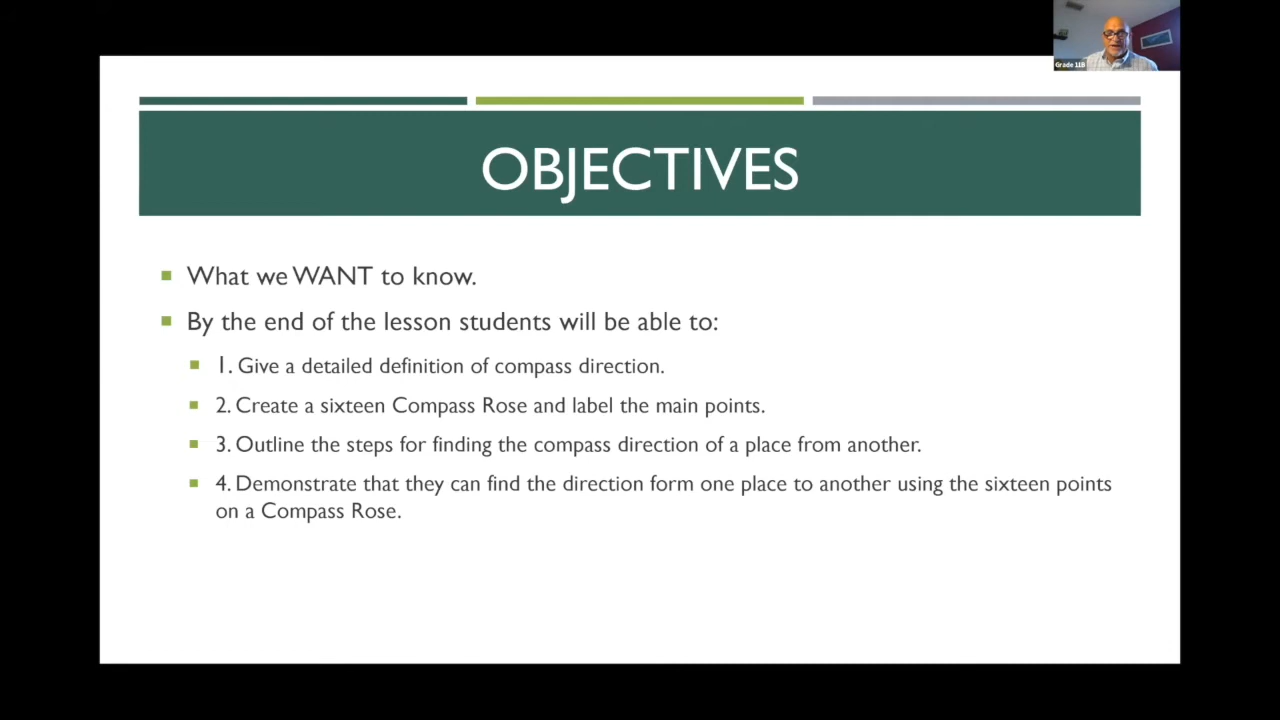 Grade 11B
OBJECTIVES
What we WANT to know.
By the end of the lesson students will be able to:
1. Give a detailed definition of compass direction.
2. Create a sixteen Compass Rose and label the main points.
3. Outline the steps for finding the compass direction of a place from another.
4. Demonstrate that they can find the direction form one place to another using the sixteen points
on a Compass Rose.